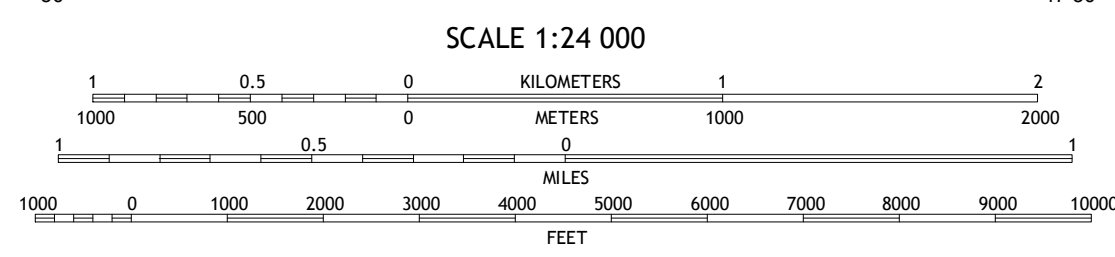 SCALE 1:24 000
1 0.5 0 KILOMETERS 1 2
1000 500 0 METERS 1000 2000
1 0.5 0 1
MILES
1000 0 1000 2000 3000 4000 5000 6000 7000 8000 9000 10000
FEET